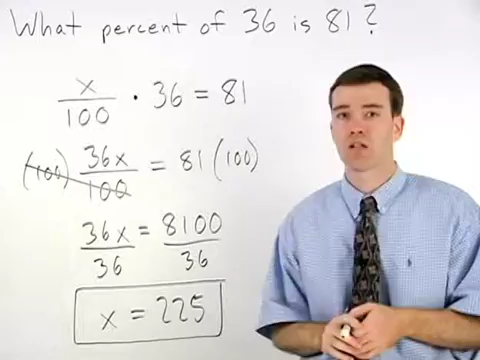 What percent of 36 is 81?
x/100 · 36 = 81
(100) 36x/100 = 81(100)
36x/36 = 8100/36
x = 225